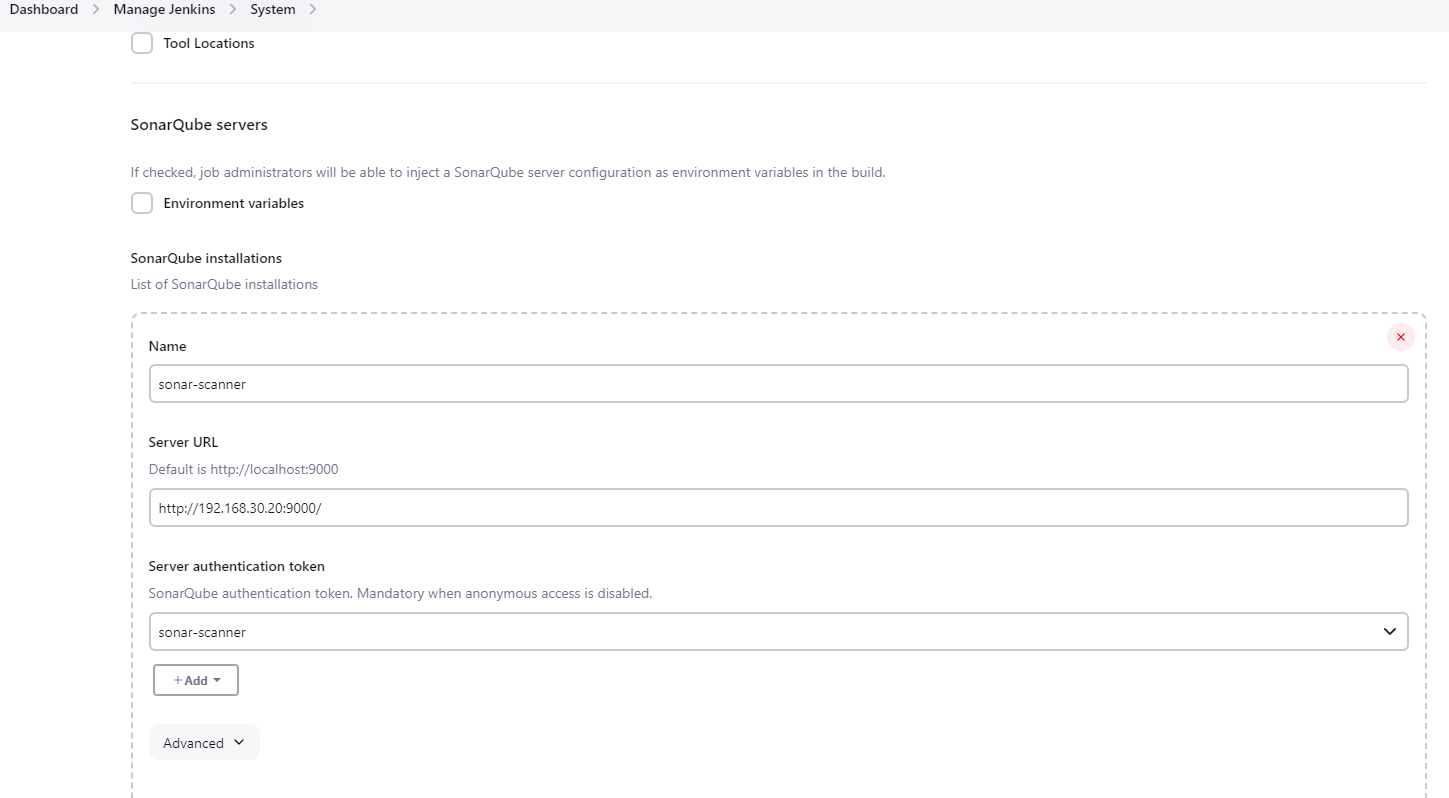 Dashboard > Manage Jenkins > System >
Tool Locations
SonarQube servers
If checked, job administrators will be able to inject a SonarQube server configuration as environment variables in the build.
Environment variables
SonarQube installations
List of SonarQube installations
Name
sonar-scanner
Server URL
Default is http://localhost:9000
http://192.168.30.20:9000/
Server authentication token
SonarQube authentication token. Mandatory when anonymous access is disabled.
sonar-scanner
+ Add
Advanced